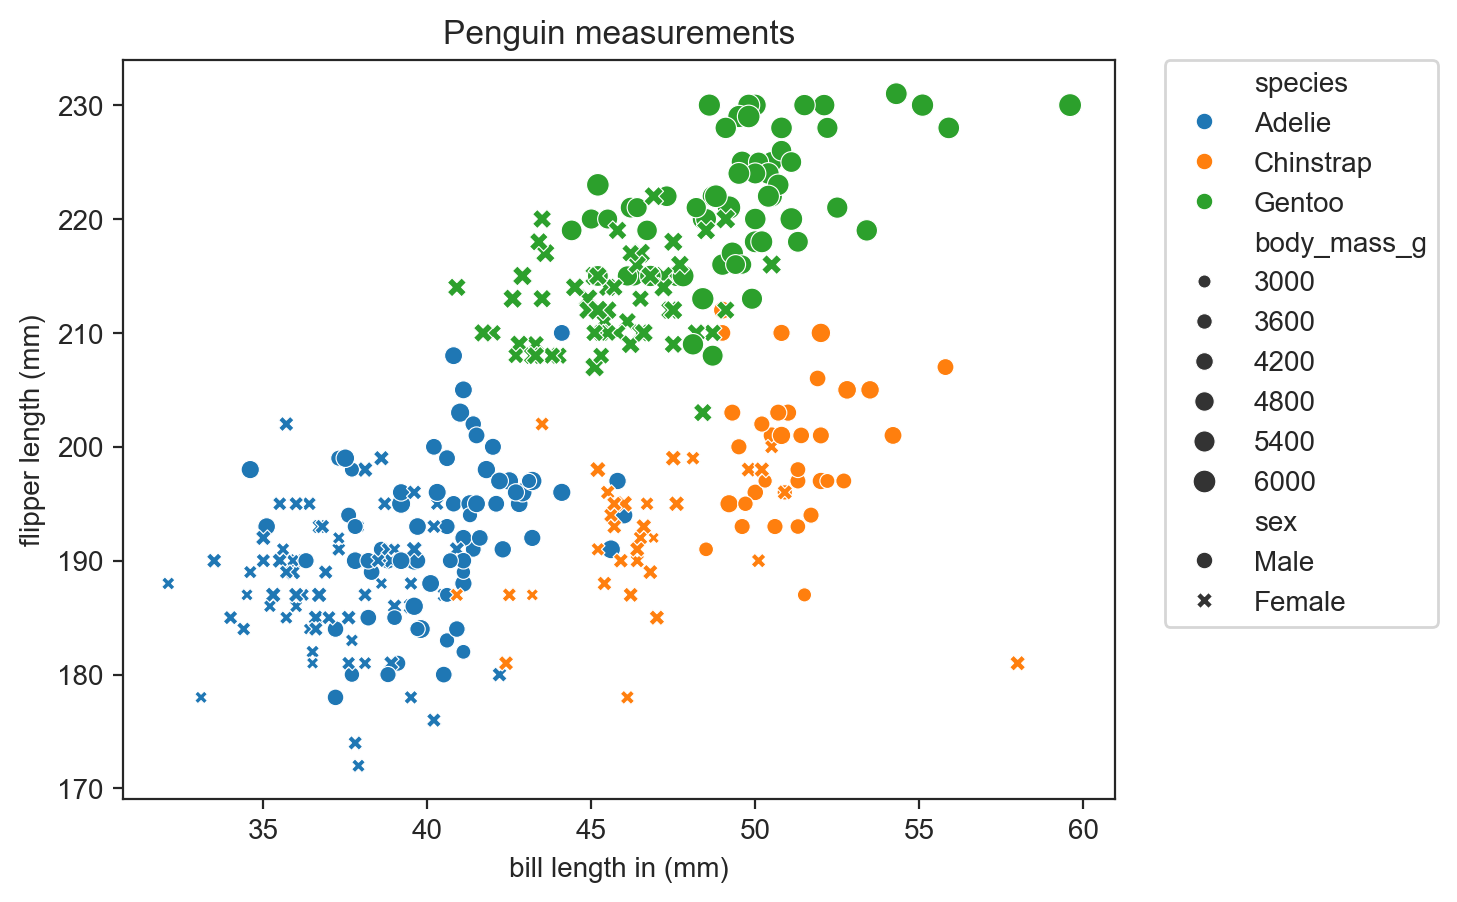 Penguin measurements
flipper length (mm)
230
220
210
200
190
180
170
35 40 45 50 55 60
bill length in (mm)
species
Adelie
Chinstrap
Gentoo
body_mass_g
3000
3600
4200
4800
5400
6000
sex
Male
Female